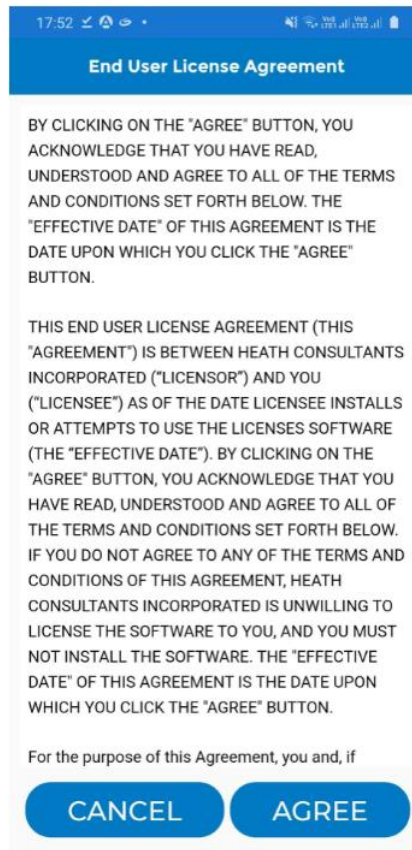 17:52
Vo9 LTE1 Vo9 LTE2
End User License Agreement
BY CLICKING ON THE "AGREE" BUTTON, YOU
ACKNOWLEDGE THAT YOU HAVE READ,
UNDERSTOOD AND AGREE TO ALL OF THE TERMS
AND CONDITIONS SET FORTH BELOW. THE
"EFFECTIVE DATE" OF THIS AGREEMENT IS THE
DATE UPON WHICH YOU CLICK THE "AGREE"
BUTTON.
THIS END USER LICENSE AGREEMENT (THIS
"AGREEMENT") IS BETWEEN HEATH CONSULTANTS
INCORPORATED (“LICENSOR”) AND YOU
(“LICENSEE”) AS OF THE DATE LICENSEE INSTALLS
OR ATTEMPTS TO USE THE LICENSES SOFTWARE
(THE “EFFECTIVE DATE”). BY CLICKING ON THE
"AGREE" BUTTON, YOU ACKNOWLEDGE THAT YOU
HAVE READ, UNDERSTOOD AND AGREE TO ALL OF
THE TERMS AND CONDITIONS SET FORTH BELOW.
IF YOU DO NOT AGREE TO ANY OF THE TERMS AND
CONDITIONS OF THIS AGREEMENT, HEATH
CONSULTANTS INCORPORATED IS UNWILLING TO
LICENSE THE SOFTWARE TO YOU, AND YOU MUST
NOT INSTALL THE SOFTWARE. THE "EFFECTIVE
DATE" OF THIS AGREEMENT IS THE DATE UPON
WHICH YOU CLICK THE "AGREE" BUTTON.
For the purpose of this Agreement, you and, if
CANCEL AGREE